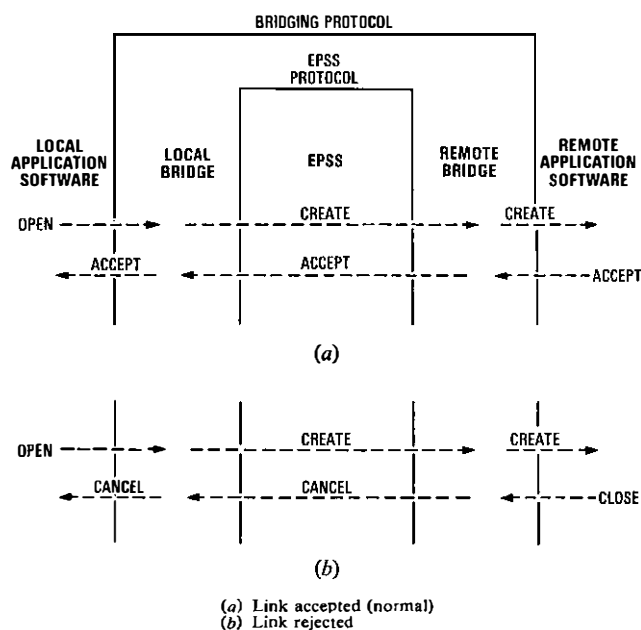 BRIDGING PROTOCOL
EPSS
PROTOCOL
LOCAL
APPLICATION
SOFTWARE
LOCAL
BRIDGE
EPSS
REMOTE
BRIDGE
REMOTE
APPLICATION
SOFTWARE
OPEN CREATE CREATE
ACCEPT ACCEPT ACCEPT
(a)
OPEN CREATE CREATE
CANCEL CANCEL CLOSE
(b)
(a) Link accepted (normal)
(b) Link rejected